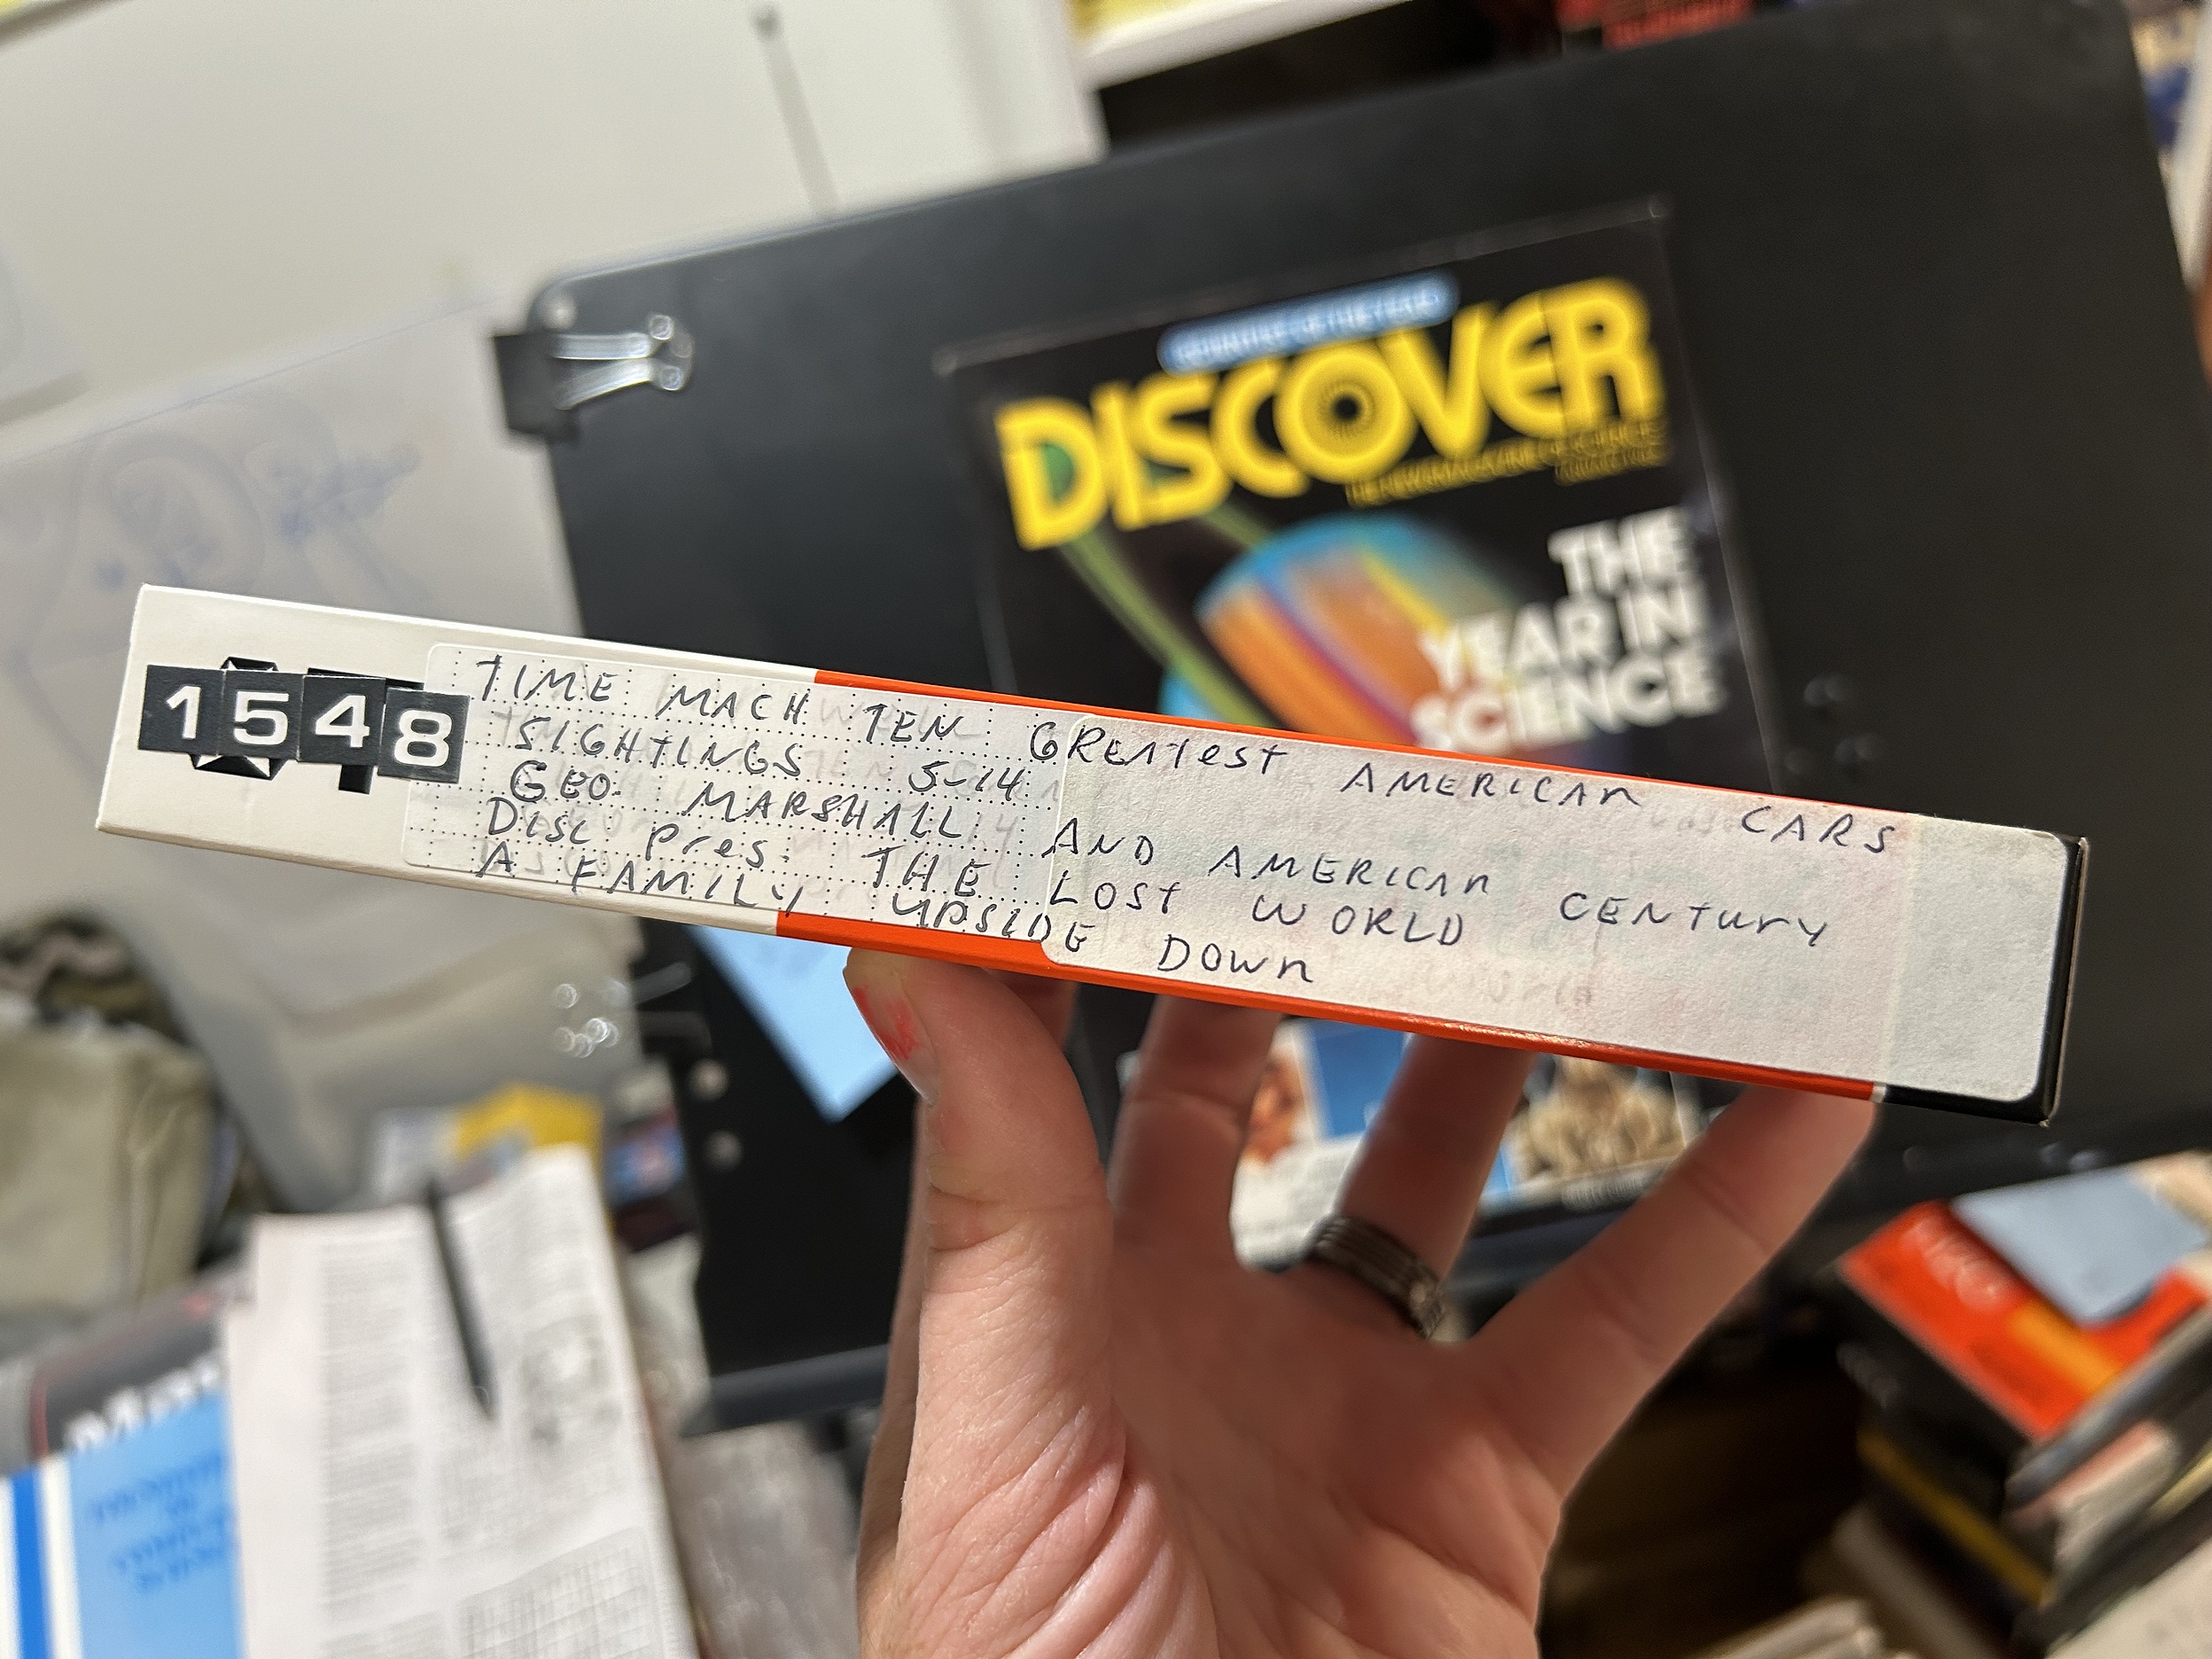 DISCOVER
THE
YEAR IN
SCIENCE
1548
TIME MACH TEN GREATEST AMERICAN CARS
SIGHTINGS 5-14
GEO. MARSHALL AND AMERICAN CENTURY
DISC pres. THE LOST WORLD
A FAMILY UPSIDE DOWN